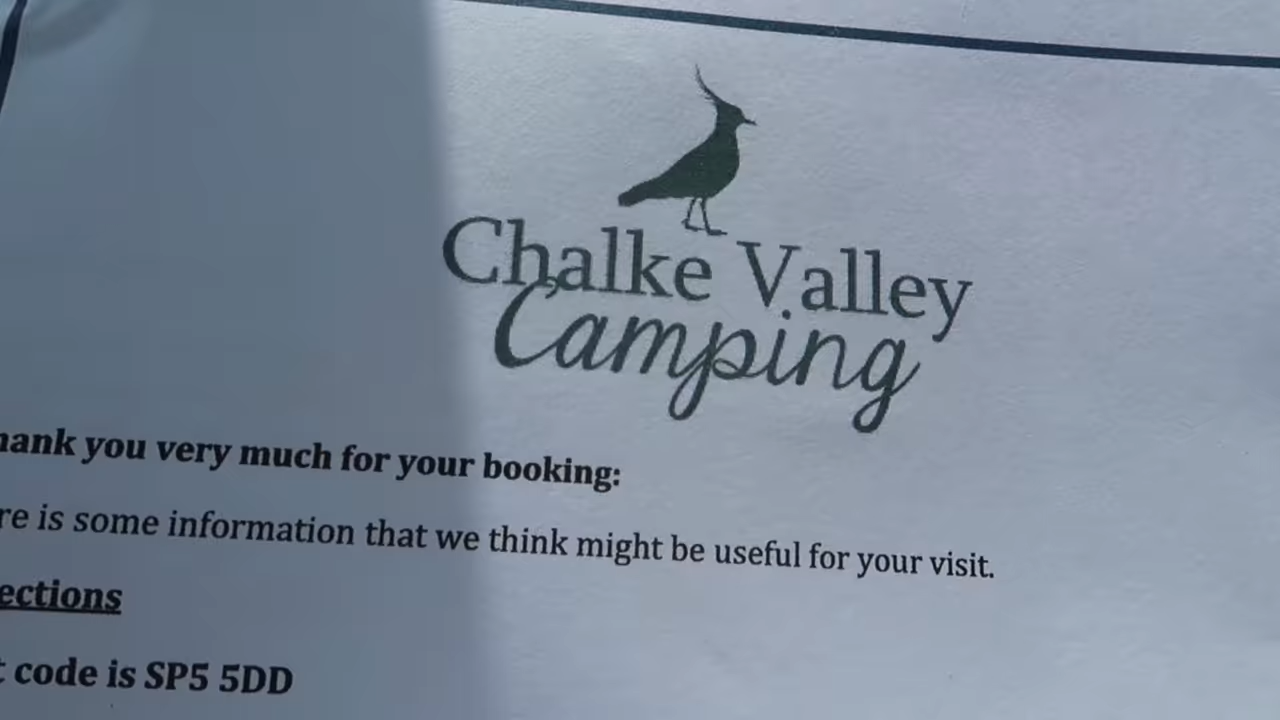 Chalke Valley
Camping
hank you very much for your booking:
re is some information that we think might be useful for your visit.
ections
t code is SP5 5DD